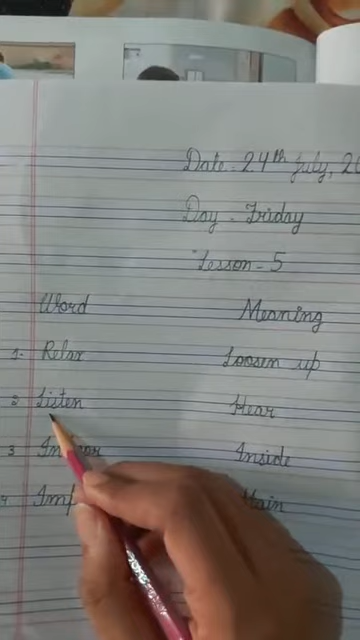 Date - 24th July, 20
Day - Friday
Lesson - 5
Word Meaning
1. Relax Loosen up
2 Listen Hear
3 Inside
4 Main